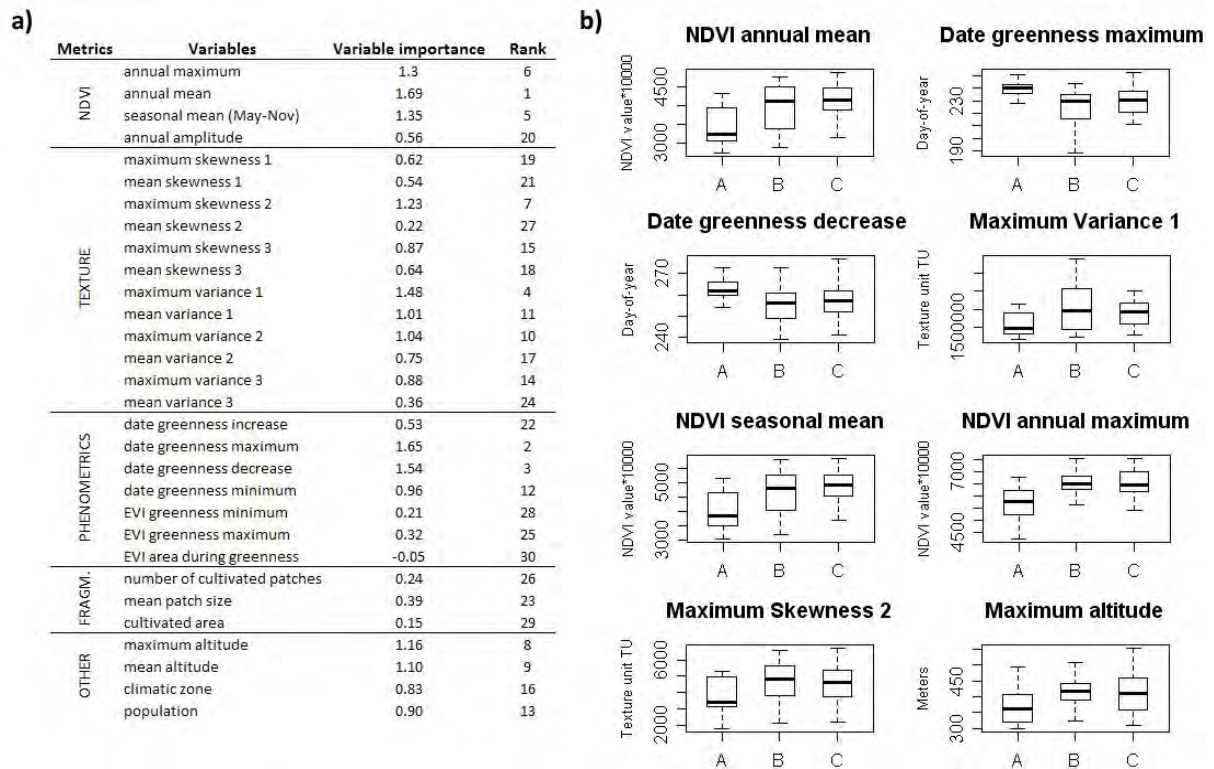 a)
Metrics Variables Variable importance Rank
NDVI
annual maximum 1.3 6
annual mean 1.69 1
seasonal mean (May-Nov) 1.35 5
annual amplitude 0.56 20
TEXTURE
maximum skewness 1 0.62 19
mean skewness 1 0.54 21
maximum skewness 2 1.23 7
mean skewness 2 0.22 27
maximum skewness 3 0.87 15
mean skewness 3 0.64 18
maximum variance 1 1.48 4
mean variance 1 1.01 11
maximum variance 2 1.04 10
mean variance 2 0.75 17
maximum variance 3 0.88 14
mean variance 3 0.36 24
PHENOMETRICS
date greenness increase 0.53 22
date greenness maximum 1.65 2
date greenness decrease 1.54 3
date greenness minimum 0.96 12
EVI greenness minimum 0.21 28
EVI greenness maximum 0.32 25
EVI area during greenness -0.05 30
FRAGM.
number of cultivated patches 0.24 26
mean patch size 0.39 23
cultivated area 0.15 29
OTHER
maximum altitude 1.16 8
mean altitude 1.10 9
climatic zone 0.83 16
population 0.90 13
b)
NDVI annual mean
NDVI value*10000
4500
3000
A B C
Date greenness maximum
Day-of-year
230
190
A B C
Date greenness decrease
Day-of-year
270
240
A B C
Maximum Variance 1
Texture unit TU
1500000
A B C
NDVI seasonal mean
NDVI value*10000
5000
3000
A B C
NDVI annual maximum
NDVI value*10000
7000
4500
A B C
Maximum Skewness 2
Texture unit TU
6000
2000
A B C
Maximum altitude
Meters
450
300
A B C